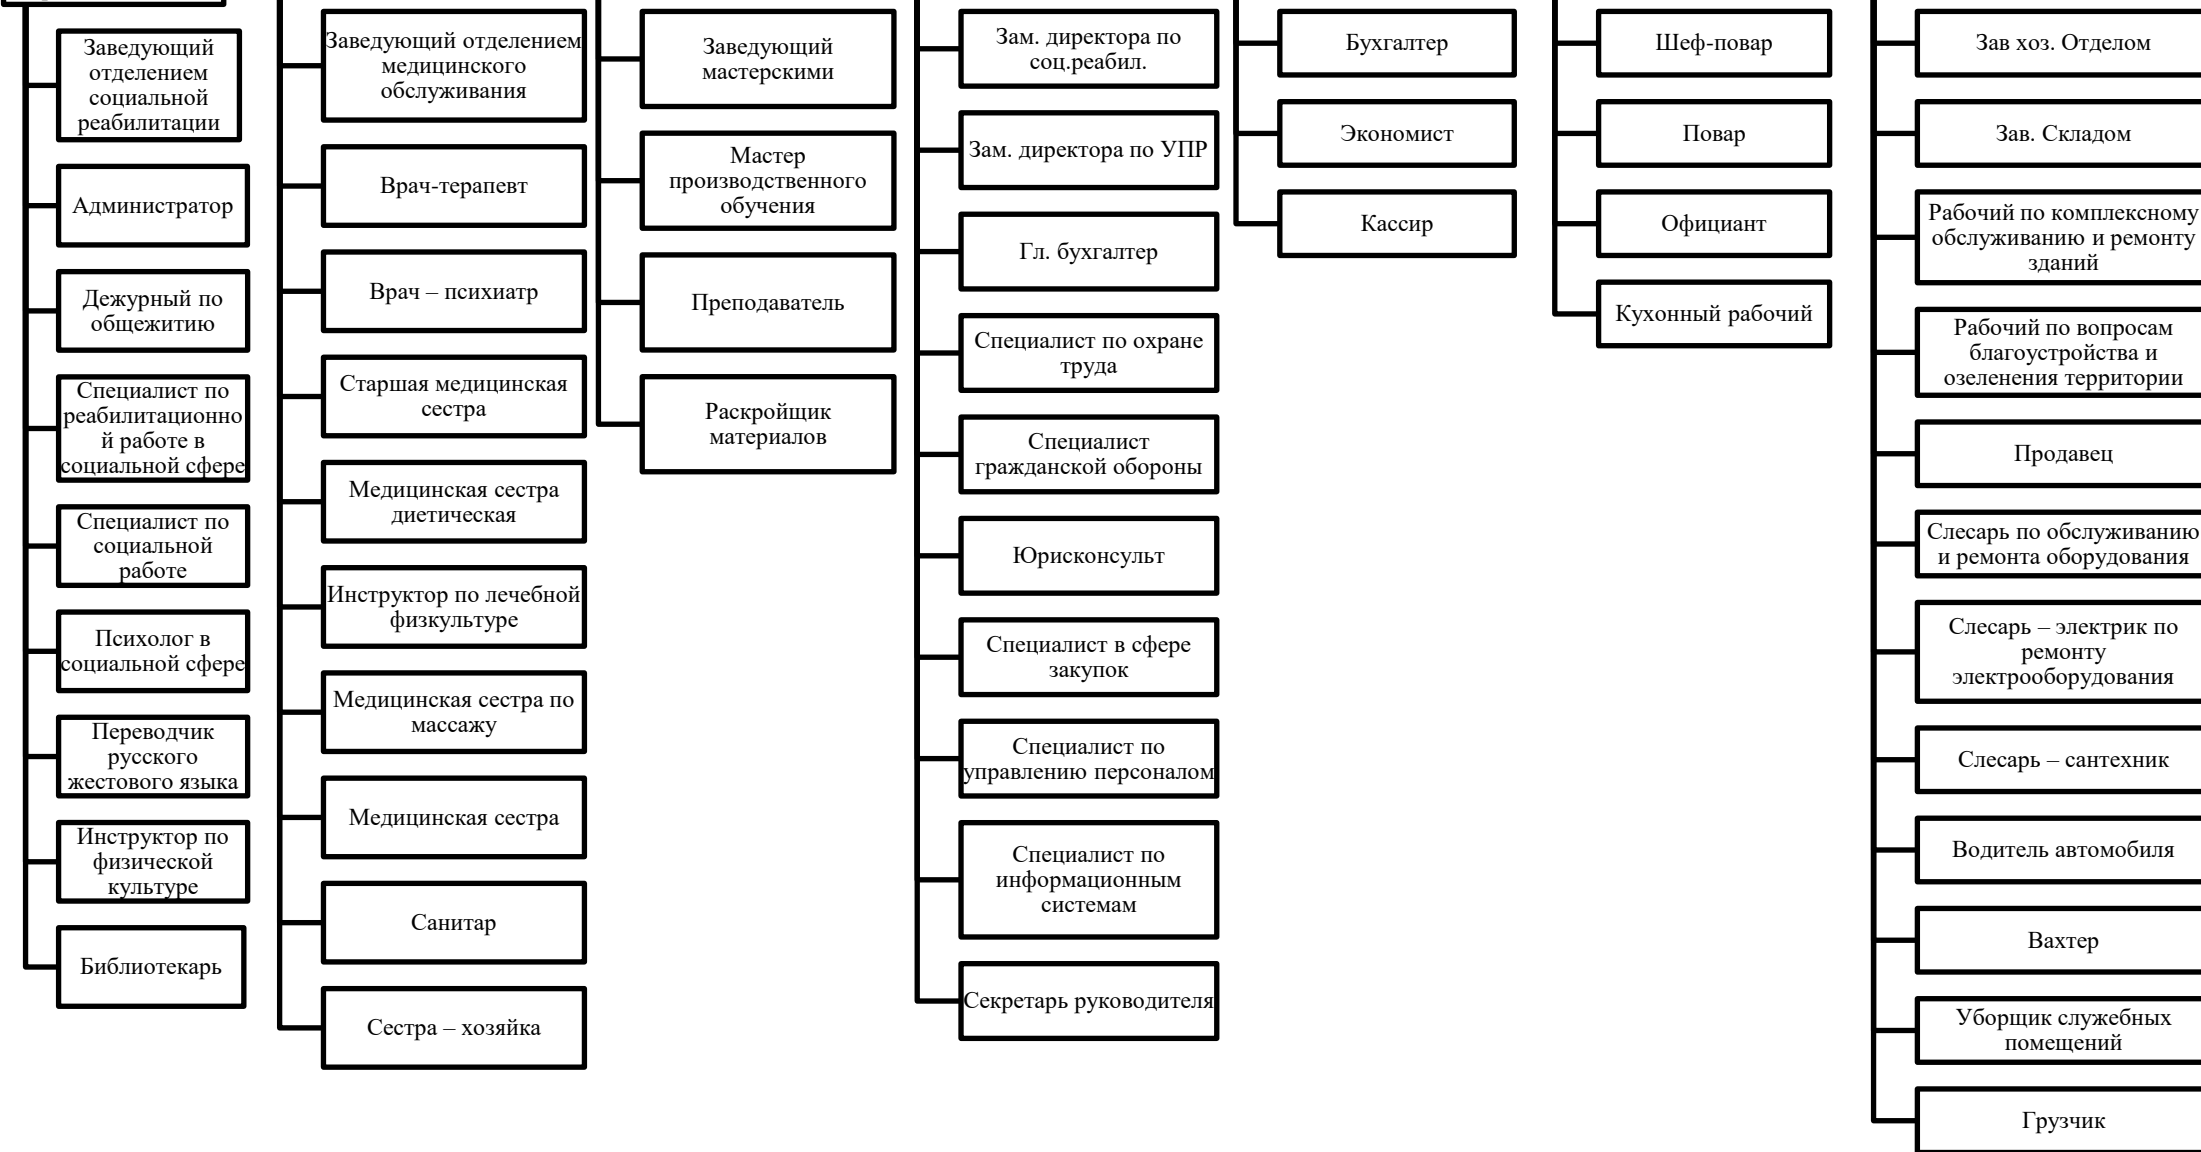 Заведующий
отделением
социальной
реабилитации
Администратор
Дежурный по
общежитию
Специалист по
реабилитационно
й работе в
социальной сфере
Специалист по
социальной
работе
Психолог в
социальной сфере
Переводчик
русского
жестового языка
Инструктор по
физической
культуре
Библиотекарь
Заведующий отделением
медицинского
обслуживания
Врач-терапевт
Врач – психиатр
Старшая медицинская
сестра
Медицинская сестра
диетическая
Инструктор по лечебной
физкультуре
Медицинская сестра по
массажу
Медицинская сестра
Санитар
Сестра – хозяйка
Заведующий
мастерскими
Мастер
производственного
обучения
Преподаватель
Раскройщик
материалов
Зам. директора по
соц.реабил.
Зам. директора по УПР
Гл. бухгалтер
Специалист по охране
труда
Специалист
гражданской обороны
Юрисконсульт
Специалист в сфере
закупок
Специалист по
управлению персоналом
Специалист по
информационным
системам
Секретарь руководителя
Бухгалтер
Экономист
Кассир
Шеф-повар
Повар
Официант
Кухонный рабочий
Зав хоз. Отделом
Зав. Складом
Рабочий по комплексному
обслуживанию и ремонту
зданий
Рабочий по вопросам
благоустройства и
озеленения территории
Продавец
Слесарь по обслуживанию
и ремонта оборудования
Слесарь – электрик по
ремонту
электрооборудования
Слесарь – сантехник
Водитель автомобиля
Вахтер
Уборщик служебных
помещений
Грузчик